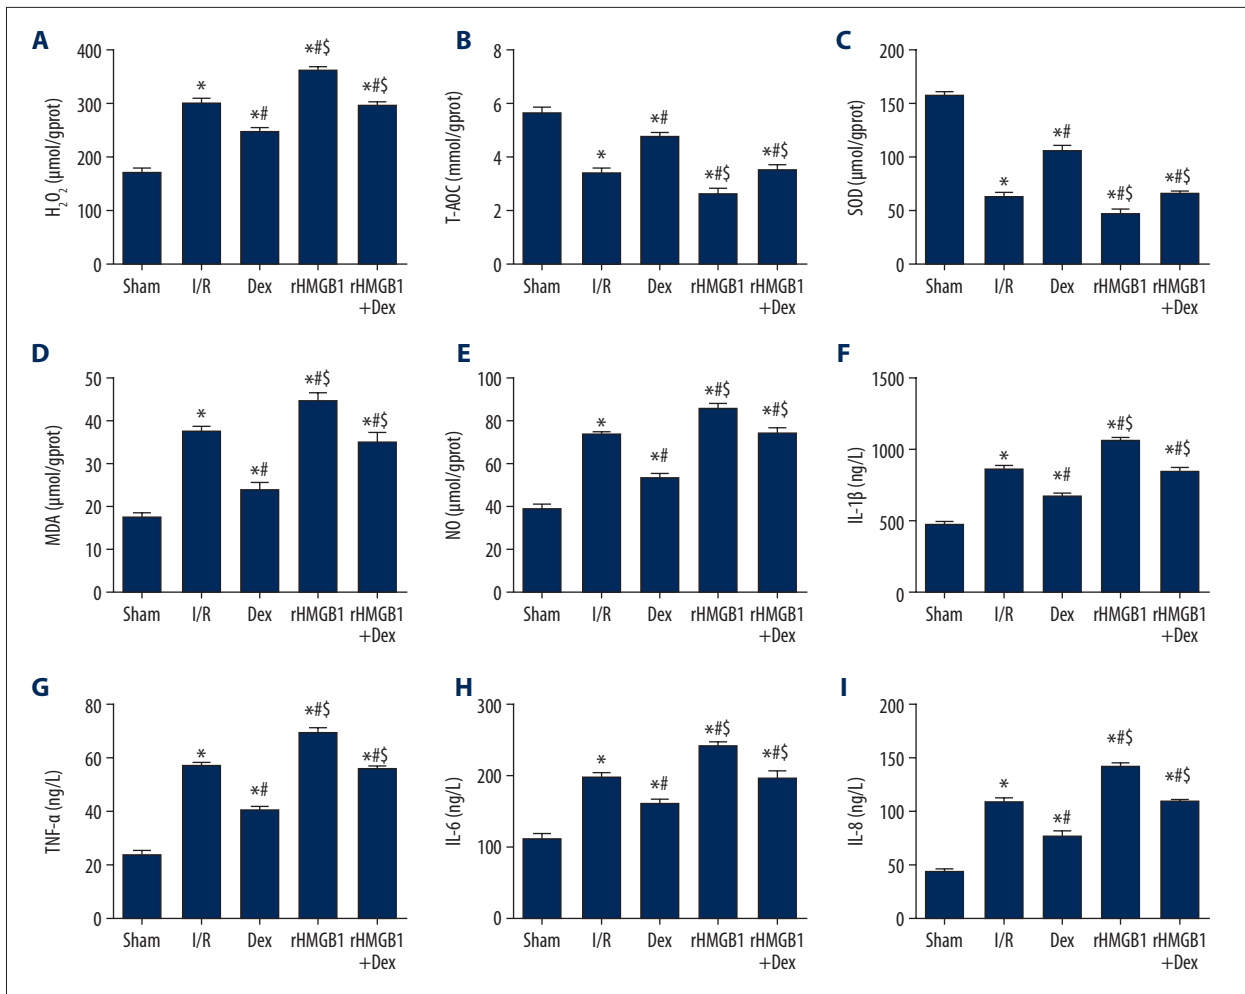 A
H2O2 (µmol/gprot)
400
300
200
100
0
*
*#
*#$
*#$
Sham I/R Dex rHMGB1 rHMGB1
+Dex
B
T-AOC (mmol/gprot)
8
6
4
2
0
*
*#
*#$
*#$
Sham I/R Dex rHMGB1 rHMGB1
+Dex
C
SOD (µmol/gprot)
200
150
100
50
0
*
*#
*#$
*#$
Sham I/R Dex rHMGB1 rHMGB1
+Dex
D
MDA (µmol/gprot)
50
40
30
20
10
0
*
*#
*#$
*#$
Sham I/R Dex rHMGB1 rHMGB1
+Dex
E
NO (µmol/gprot)
100
80
60
40
20
0
*
*#
*#$
*#$
Sham I/R Dex rHMGB1 rHMGB1
+Dex
F
IL-1β (ng/L)
1500
1000
500
0
*
*#
*#$
*#$
Sham I/R Dex rHMGB1 rHMGB1
+Dex
G
TNF-α (ng/L)
80
60
40
20
0
*
*#
*#$
*#$
Sham I/R Dex rHMGB1 rHMGB1
+Dex
H
IL-6 (ng/L)
300
200
100
0
*
*#
*#$
*#$
Sham I/R Dex rHMGB1 rHMGB1
+Dex
I
IL-8 (ng/L)
200
150
100
50
0
*
*#
*#$
*#$
Sham I/R Dex rHMGB1 rHMGB1
+Dex